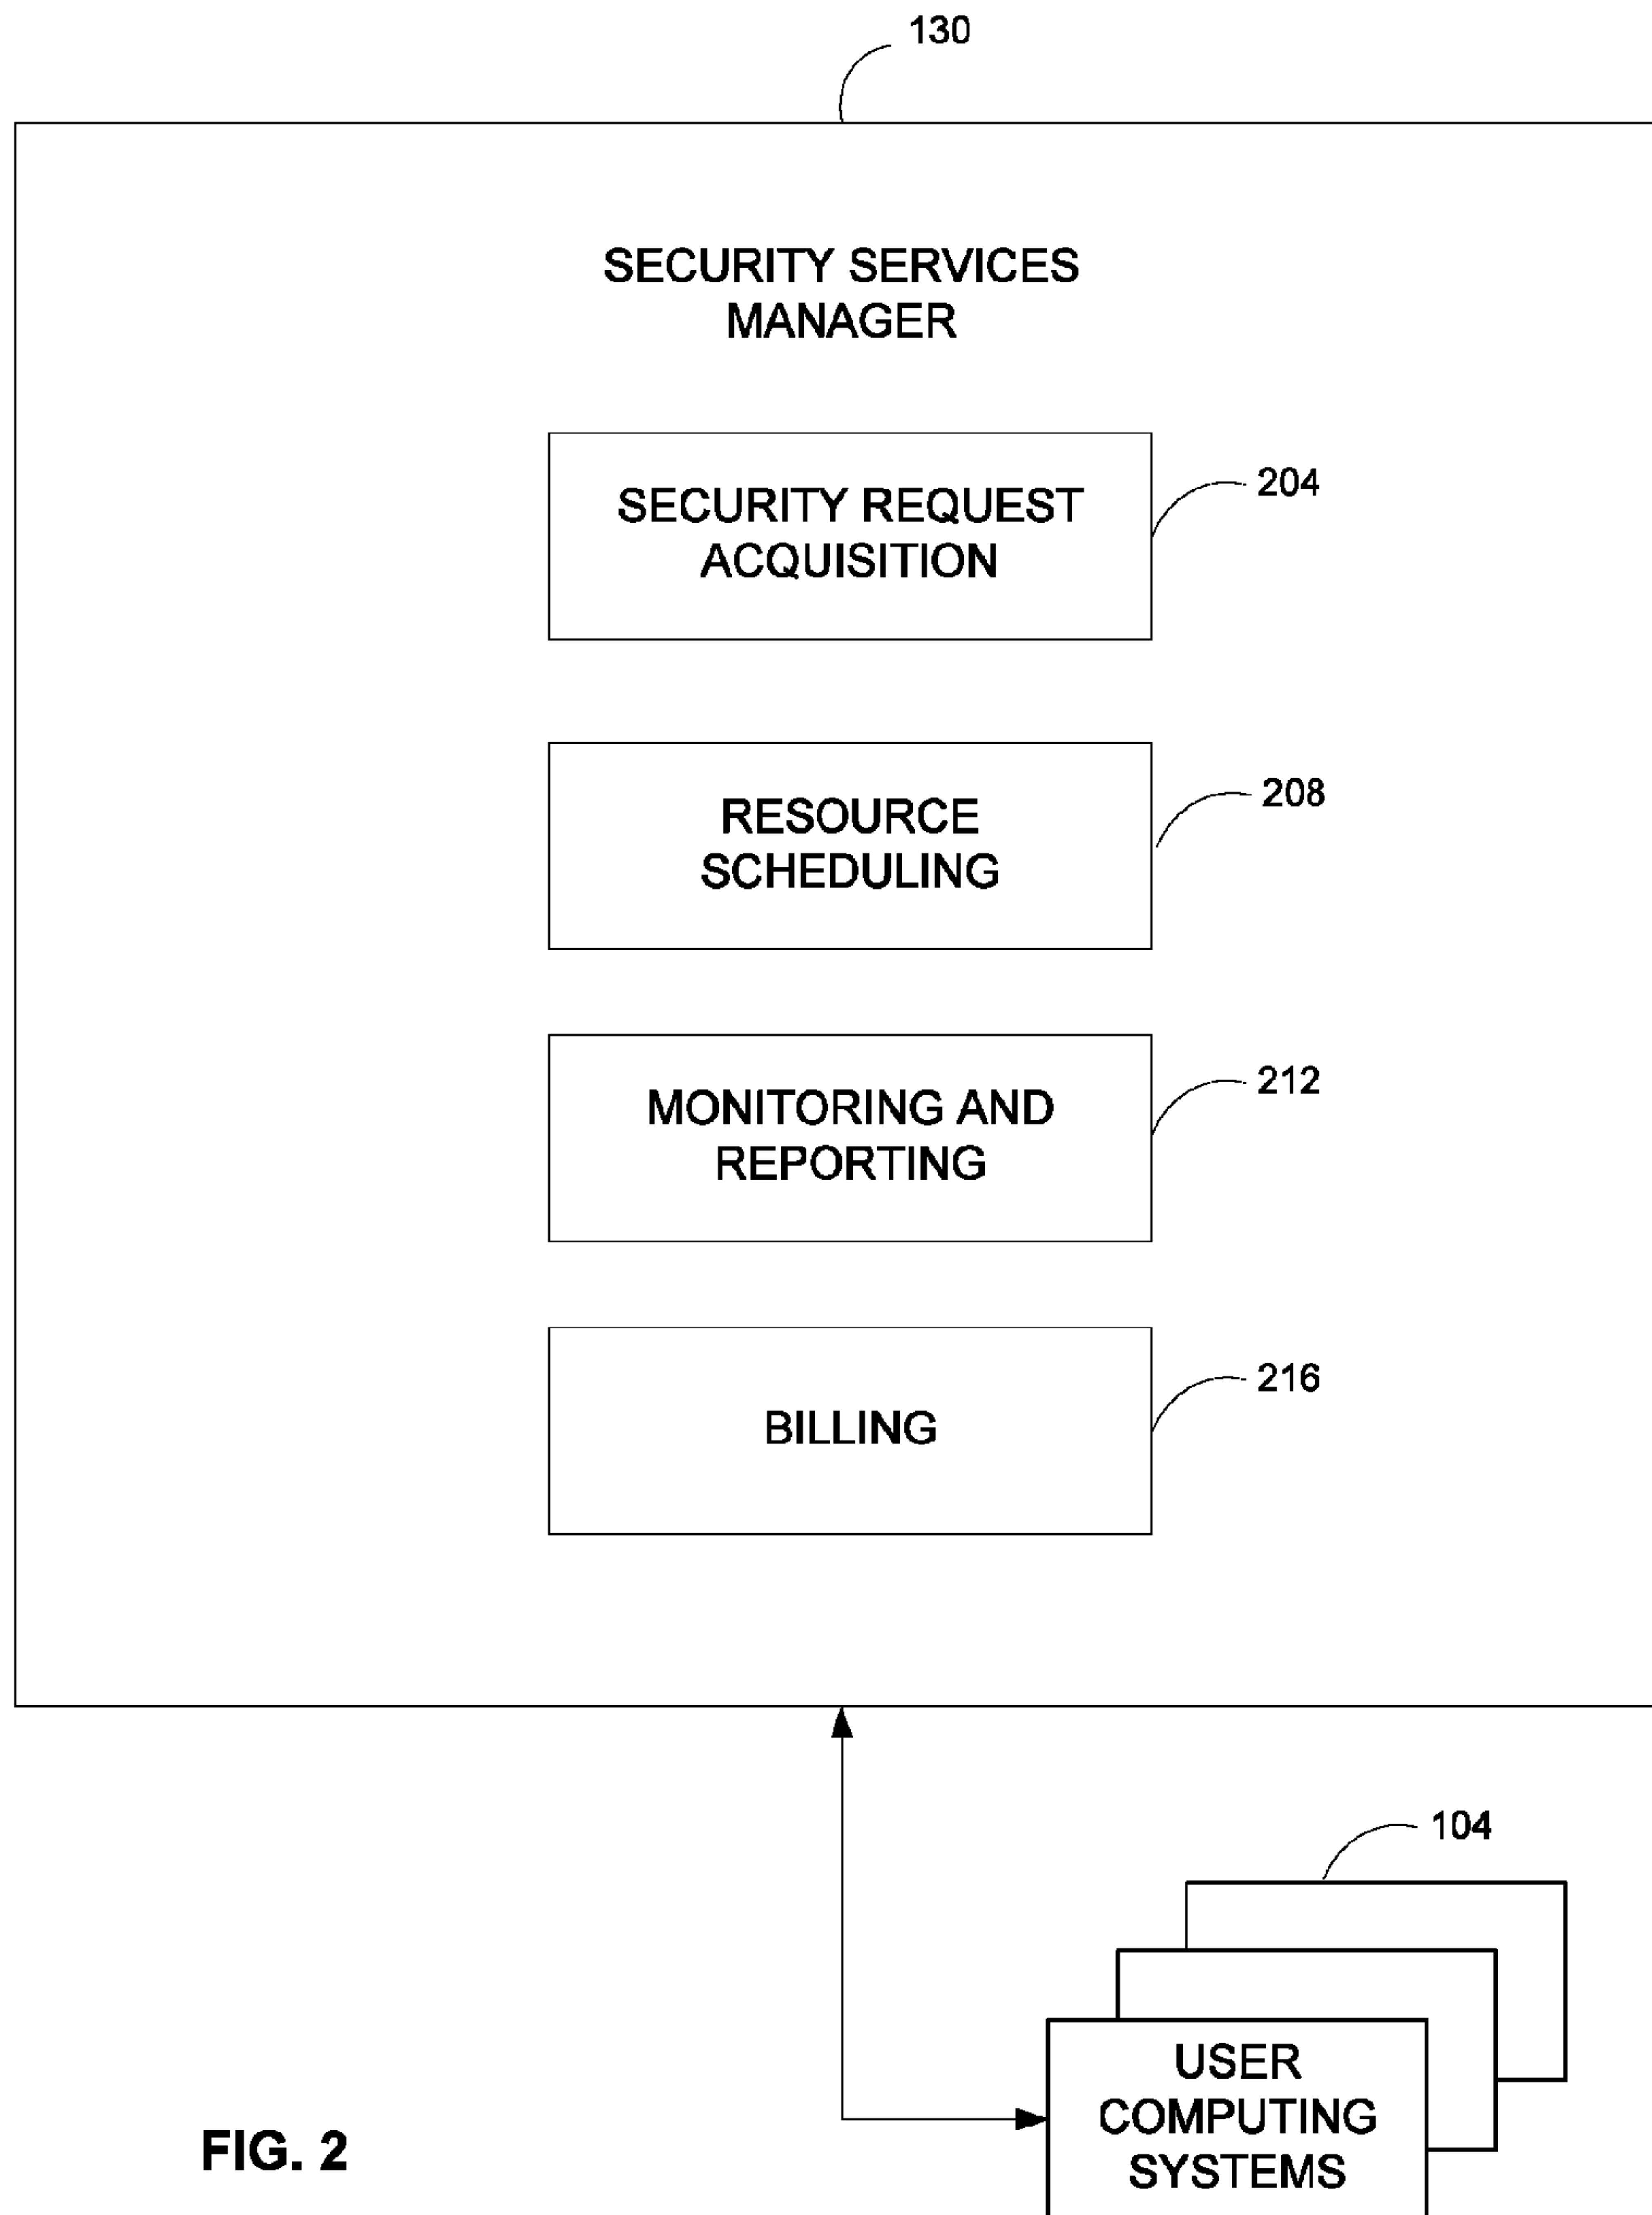 130
SECURITY SERVICES
MANAGER
SECURITY REQUEST
ACQUISITION
204
RESOURCE
SCHEDULING
208
MONITORING AND
REPORTING
212
BILLING
216
104
USER
COMPUTING
SYSTEMS
FIG. 2